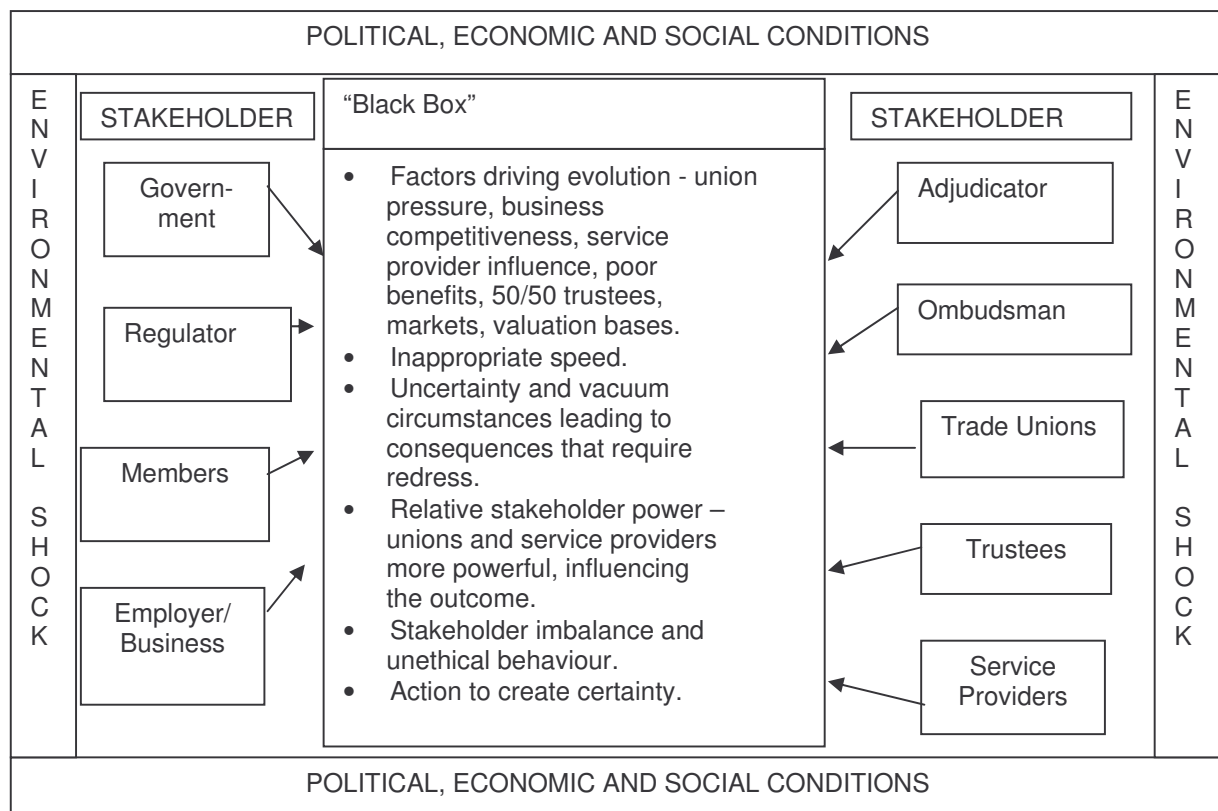 POLITICAL, ECONOMIC AND SOCIAL CONDITIONS
E
N
V
I
R
O
N
M
E
N
T
A
L
S
H
O
C
K
STAKEHOLDER
Govern-
ment
Regulator
Members
Employer/
Business
“Black Box”
• Factors driving evolution - union
pressure, business
competitiveness, service
provider influence, poor
benefits, 50/50 trustees,
markets, valuation bases.
• Inappropriate speed.
• Uncertainty and vacuum
circumstances leading to
consequences that require
redress.
• Relative stakeholder power –
unions and service providers
more powerful, influencing
the outcome.
• Stakeholder imbalance and
unethical behaviour.
• Action to create certainty.
STAKEHOLDER
Adjudicator
Ombudsman
Trade Unions
Trustees
Service
Providers
E
N
V
I
R
O
N
M
E
N
T
A
L
S
H
O
C
K
POLITICAL, ECONOMIC AND SOCIAL CONDITIONS